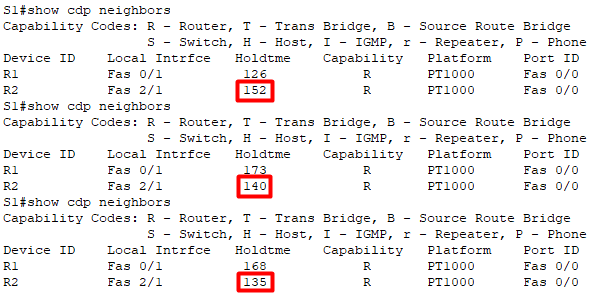 S1#show cdp neighbors
Capability Codes: R - Router, T - Trans Bridge, B - Source Route Bridge
S - Switch, H - Host, I - IGMP, r - Repeater, P - Phone
Device ID    Local Intrfce   Holdtme    Capability   Platform    Port ID
R1           Fas 0/1          126            R       PT1000      Fas 0/0
R2           Fas 2/1          152            R       PT1000      Fas 0/0
S1#show cdp neighbors
Capability Codes: R - Router, T - Trans Bridge, B - Source Route Bridge
S - Switch, H - Host, I - IGMP, r - Repeater, P - Phone
Device ID    Local Intrfce   Holdtme    Capability   Platform    Port ID
R1           Fas 0/1          173            R       PT1000      Fas 0/0
R2           Fas 2/1          140            R       PT1000      Fas 0/0
S1#show cdp neighbors
Capability Codes: R - Router, T - Trans Bridge, B - Source Route Bridge
S - Switch, H - Host, I - IGMP, r - Repeater, P - Phone
Device ID    Local Intrfce   Holdtme    Capability   Platform    Port ID
R1           Fas 0/1          168            R       PT1000      Fas 0/0
R2           Fas 2/1          135            R       PT1000      Fas 0/0